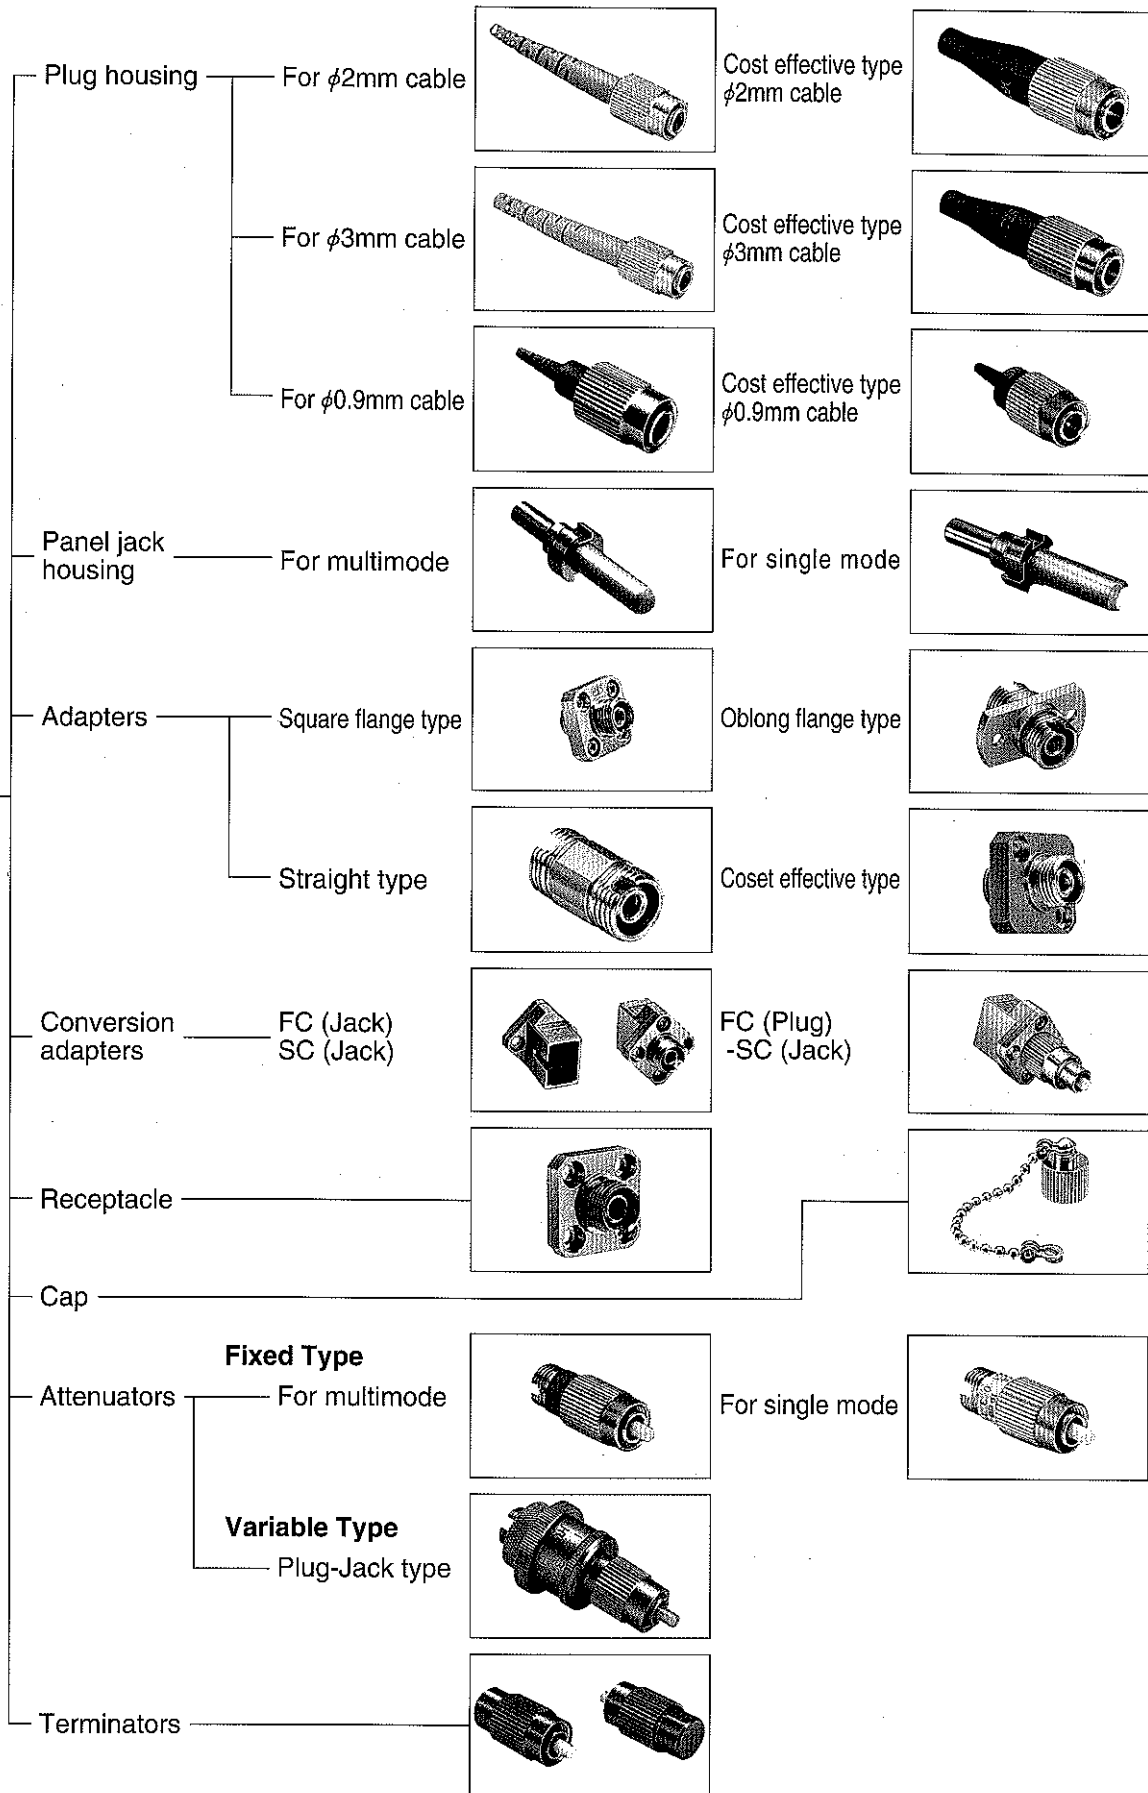 Plug housing
For φ2mm cable
Cost effective type
φ2mm cable
For φ3mm cable
Cost effective type
φ3mm cable
For φ0.9mm cable
Cost effective type
φ0.9mm cable
Panel jack
housing
For multimode
For single mode
Adapters
Square flange type
Oblong flange type
Straight type
Coset effective type
Conversion
adapters
FC (Jack)
SC (Jack)
FC (Plug)
-SC (Jack)
Receptacle
Cap
Fixed Type
Attenuators
For multimode
For single mode
Variable Type
Plug-Jack type
Terminators